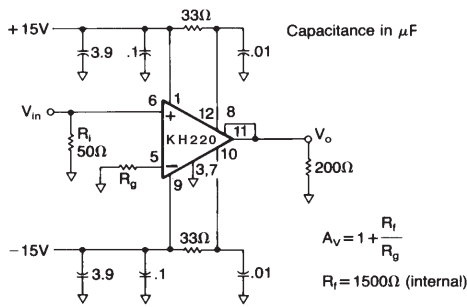 33Ω
+15V
Capacitance in μF
3.9
.1
.01
Vin
6
1
12
8
+
KH220
11
Vo
Ri
50Ω
5
−
10
3,7
200Ω
Rg
9
33Ω
−15V
Av=1+Rf/Rg
3.9
.1
.01
Rf=1500Ω (internal)